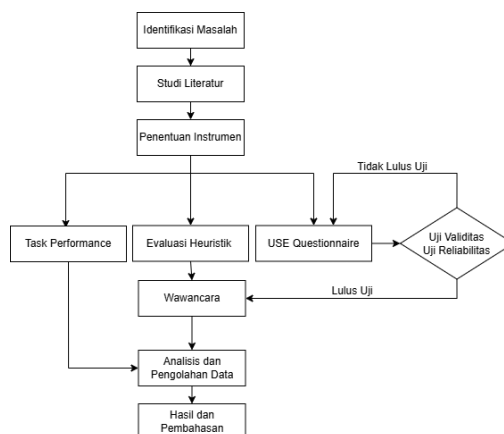 Identifikasi Masalah
Studi Literatur
Penentuan Instrumen
Tidak Lulus Uji
Task Performance
Evaluasi Heuristik
USE Questionnaire
Uji Validitas
Uji Reliabilitas
Wawancara
Lulus Uji
Analisis dan
Pengolahan Data
Hasil dan
Pembahasan